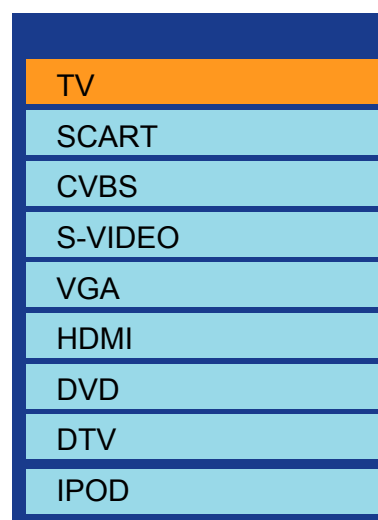 TV
SCART
CVBS
S-VIDEO
VGA
HDMI
DVD
DTV
IPOD